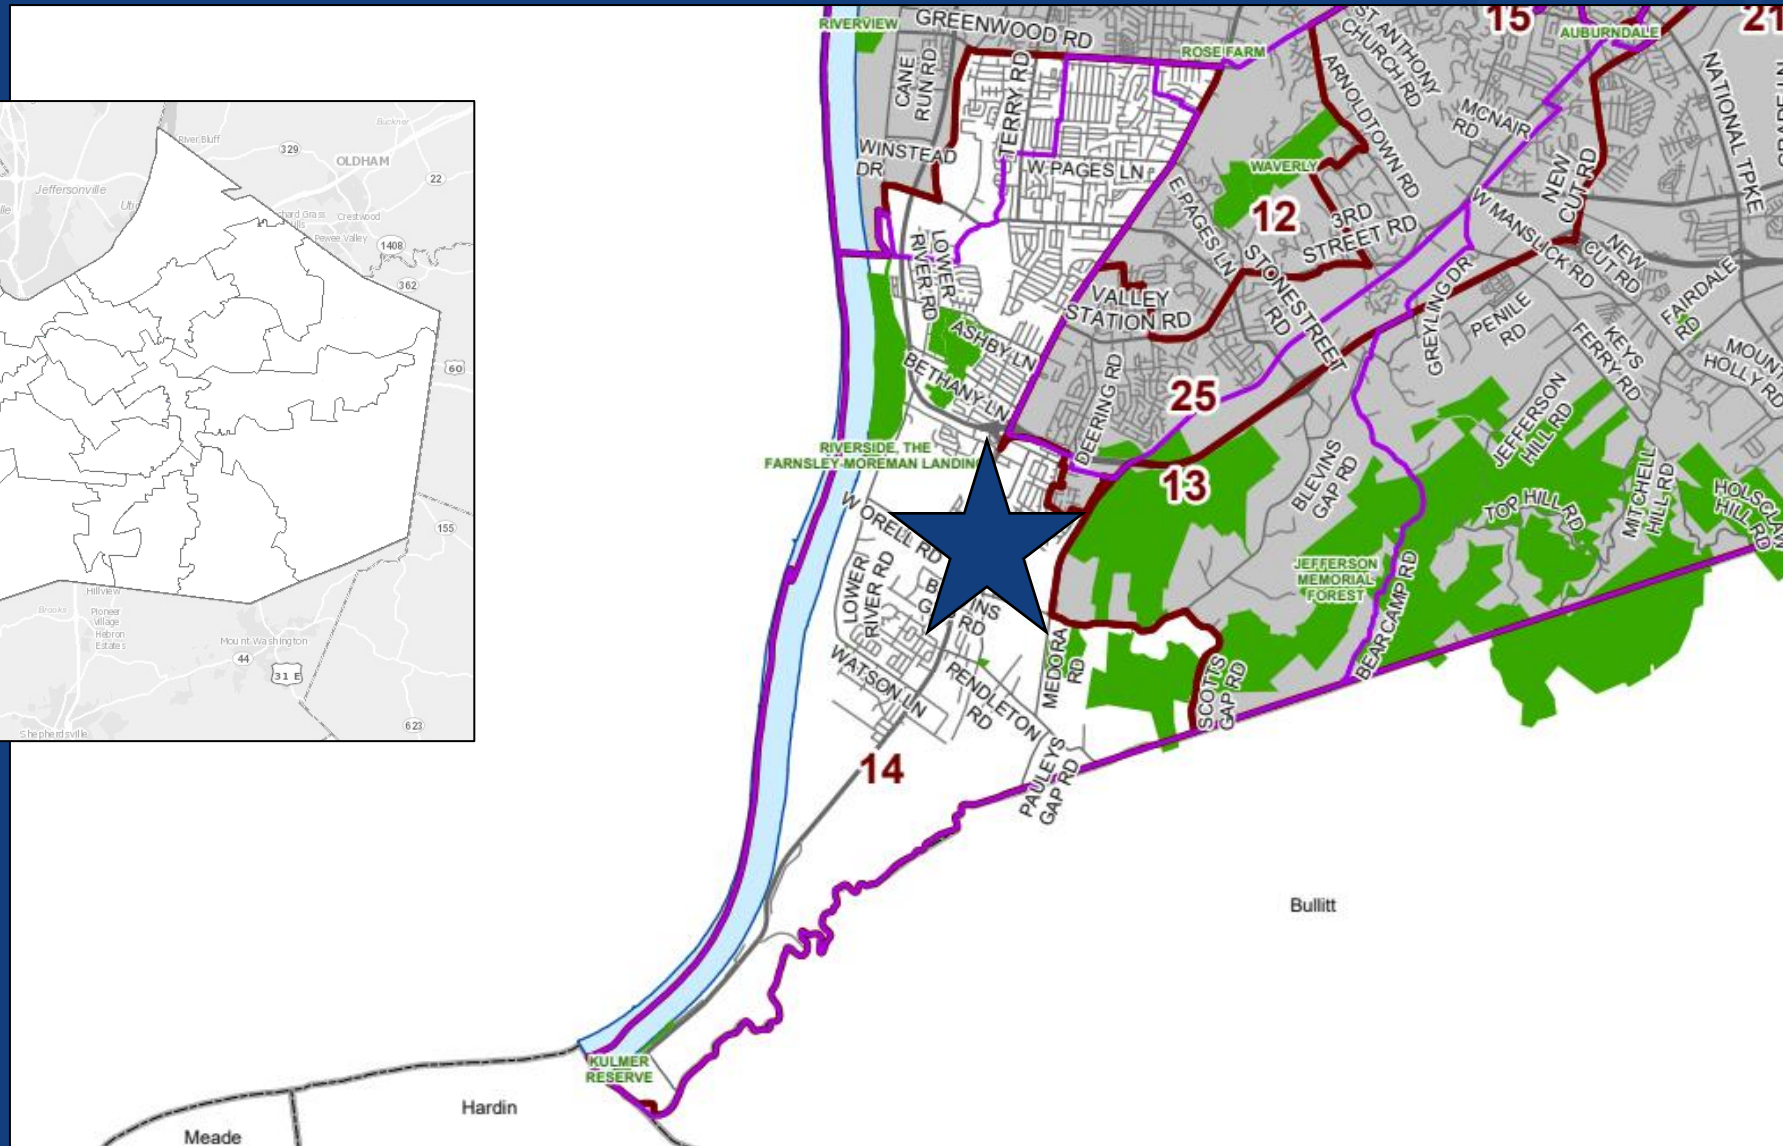 RIVERVIEW
GREENWOOD RD
CANE
RUN RD
TERRY RD
ROSE FARM
ST ANTHONY
CHURCH RD
15
AUBURNDALE
21
NATIONAL TPKE
ARNOLDTOWN RD
MCNAIR
RD
NEW
CUT RD
WINSTEAD
DR
W PAGES LN
WAVERLY
12
E PAGES LN
3RD
STREET RD
W MANSLICK RD
NEW
CUT RD
FAIRDALE
RD
LOWER
RIVER RD
STONESTREET
RD
VALLEY
STATION RD
GREYLING DR
PENILE
RD
KEYS
FERRY RD
MOUNT
HOLLY RD
ASHBY LN
BETHANY LN
DEERING RD
25
JEFFERSON
HILL RD
RIVERSIDE, THE
FARNSLEY-MOREMAN LANDING
13
BLEVINS
GAP RD
TOP HILL RD
MITCHELL
HILL RD
HILL RD
W ORELL RD
LOWER
RIVER RD
JEFFERSON
MEMORIAL
FOREST
BEARCAMP RD
MEDORA
RD
SCOTTS
GAP RD
WATSON LN
PENDLETON
RD
PAULEYS
GAP RD
14
Bullitt
KULMER
RESERVE
Hardin
Meade
River Bluff
329
Buckner
OLDHAM
22
Jeffersonville
Crestwood
Pewee Valley
1408
362
60
155
Hillview
Brooks
Pioneer
Village
Hebron
Estates
Mount Washington
44
31 E
623
Shepherdsville